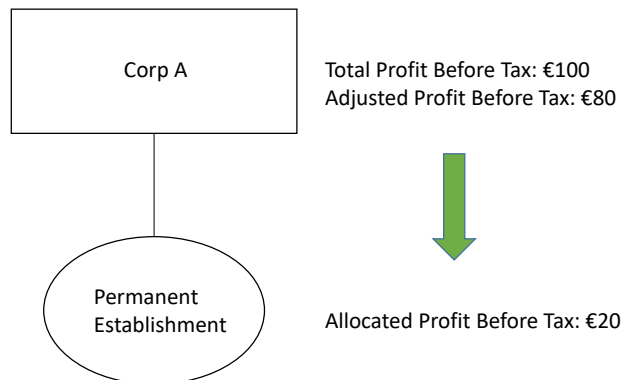 Corp A
Total Profit Before Tax: €100
Adjusted Profit Before Tax: €80
Permanent
Establishment
Allocated Profit Before Tax: €20